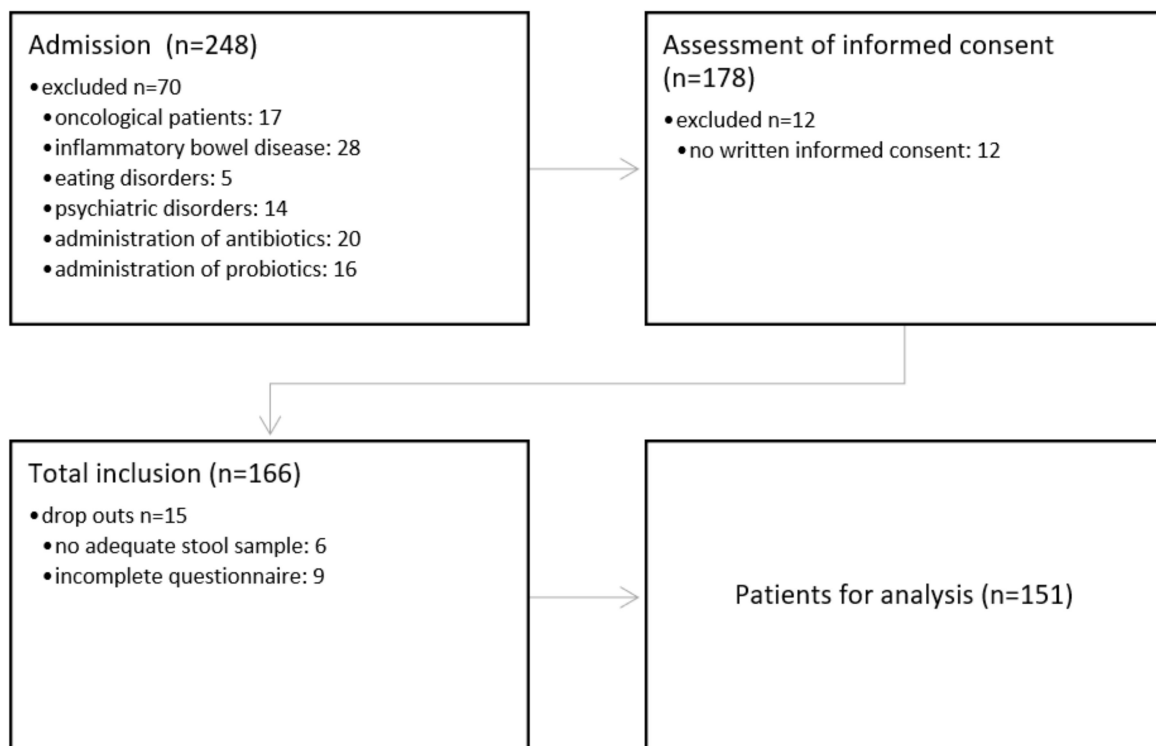 Admission  (n=248)
•excluded n=70
•oncological patients: 17
•inflammatory bowel disease: 28
•eating disorders: 5
•psychiatric disorders: 14
•administration of antibiotics: 20
•administration of probiotics: 16
Assessment of informed consent
(n=178)
•excluded n=12
•no written informed consent: 12
Total inclusion (n=166)
•drop outs n=15
•no adequate stool sample: 6
•incomplete questionnaire: 9
Patients for analysis (n=151)